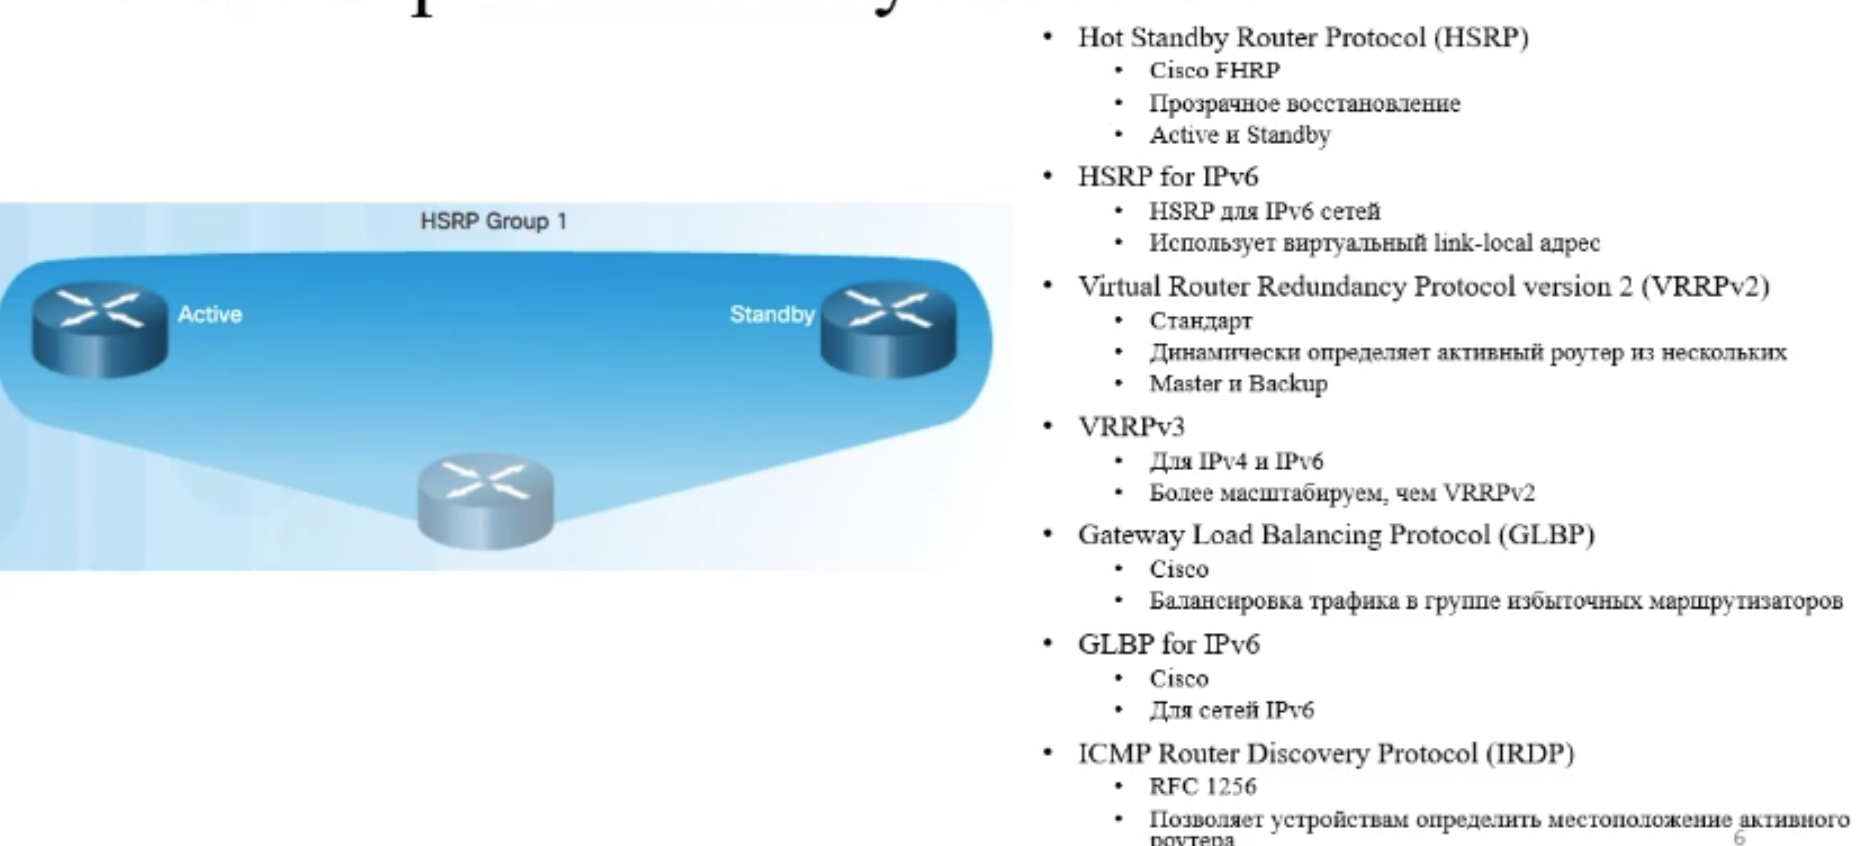 HSRP Group 1
Active
Standby
• Hot Standby Router Protocol (HSRP)
• Cisco FHRP
• Прозрачное восстановление
• Active и Standby
• HSRP for IPv6
• HSRP для IPv6 сетей
• Использует виртуальный link-local адрес
• Virtual Router Redundancy Protocol version 2 (VRRPv2)
• Стандарт
• Динамически определяет активный роутер из нескольких
• Master и Backup
• VRRPv3
• Для IPv4 и IPv6
• Более масштабируем, чем VRRPv2
• Gateway Load Balancing Protocol (GLBP)
• Cisco
• Балансировка трафика в группе избыточных маршрутизаторов
• GLBP for IPv6
• Cisco
• Для сетей IPv6
• ICMP Router Discovery Protocol (IRDP)
• RFC 1256
• Позволяет устройствам определить местоположение активного
роутера
6